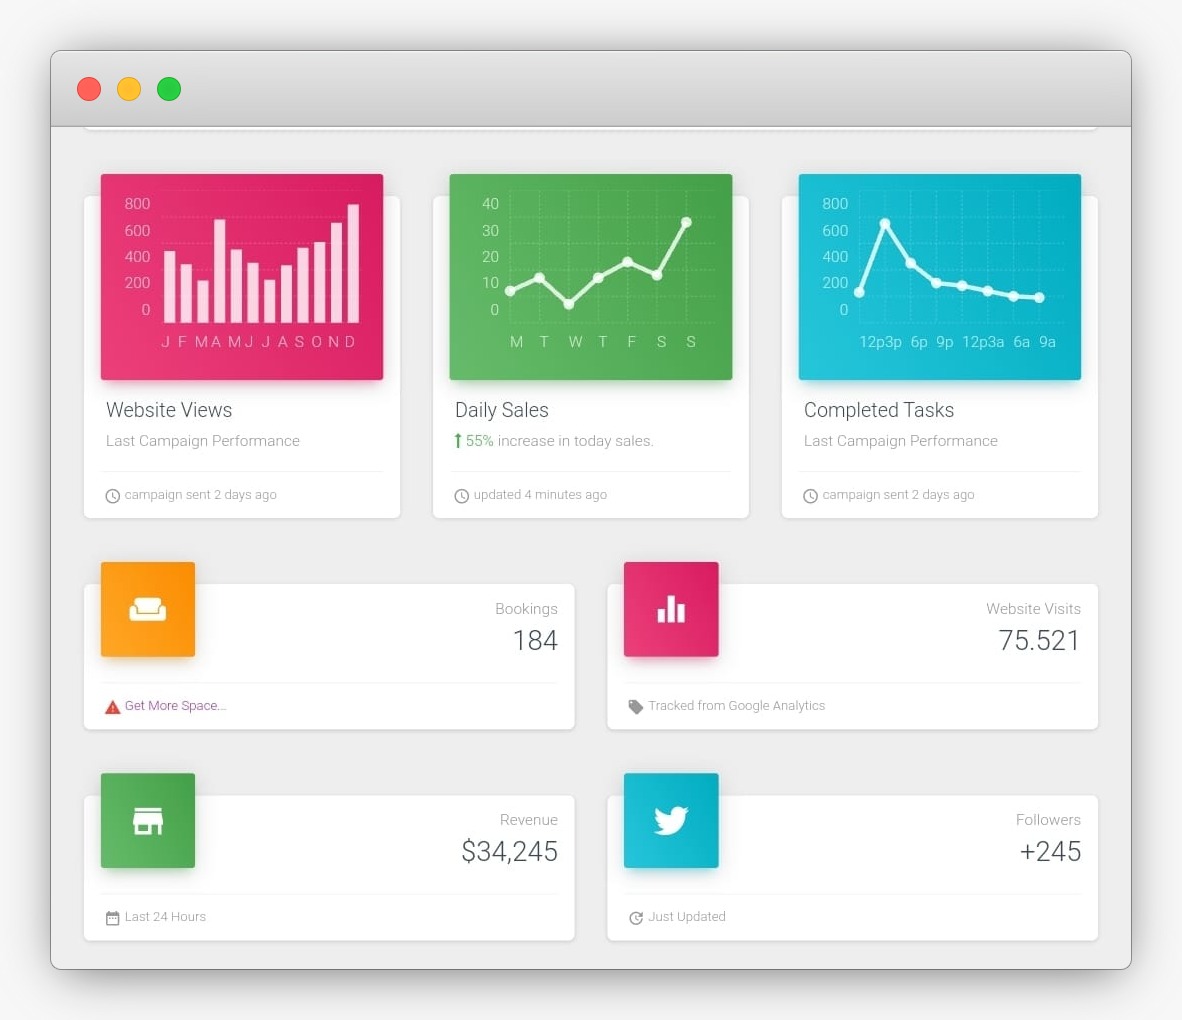 800
600
400
200
0
J F M A M J J A S O N D
Website Views
Last Campaign Performance
campaign sent 2 days ago
40
30
20
10
0
M T W T F S S
Daily Sales
55% increase in today sales.
updated 4 minutes ago
800
600
400
200
0
12p 3p 6p 9p 12p 3a 6a 9a
Completed Tasks
Last Campaign Performance
campaign sent 2 days ago
Bookings
184
Get More Space...
Website Visits
75.521
Tracked from Google Analytics
Revenue
$34,245
Last 24 Hours
Followers
+245
Just Updated